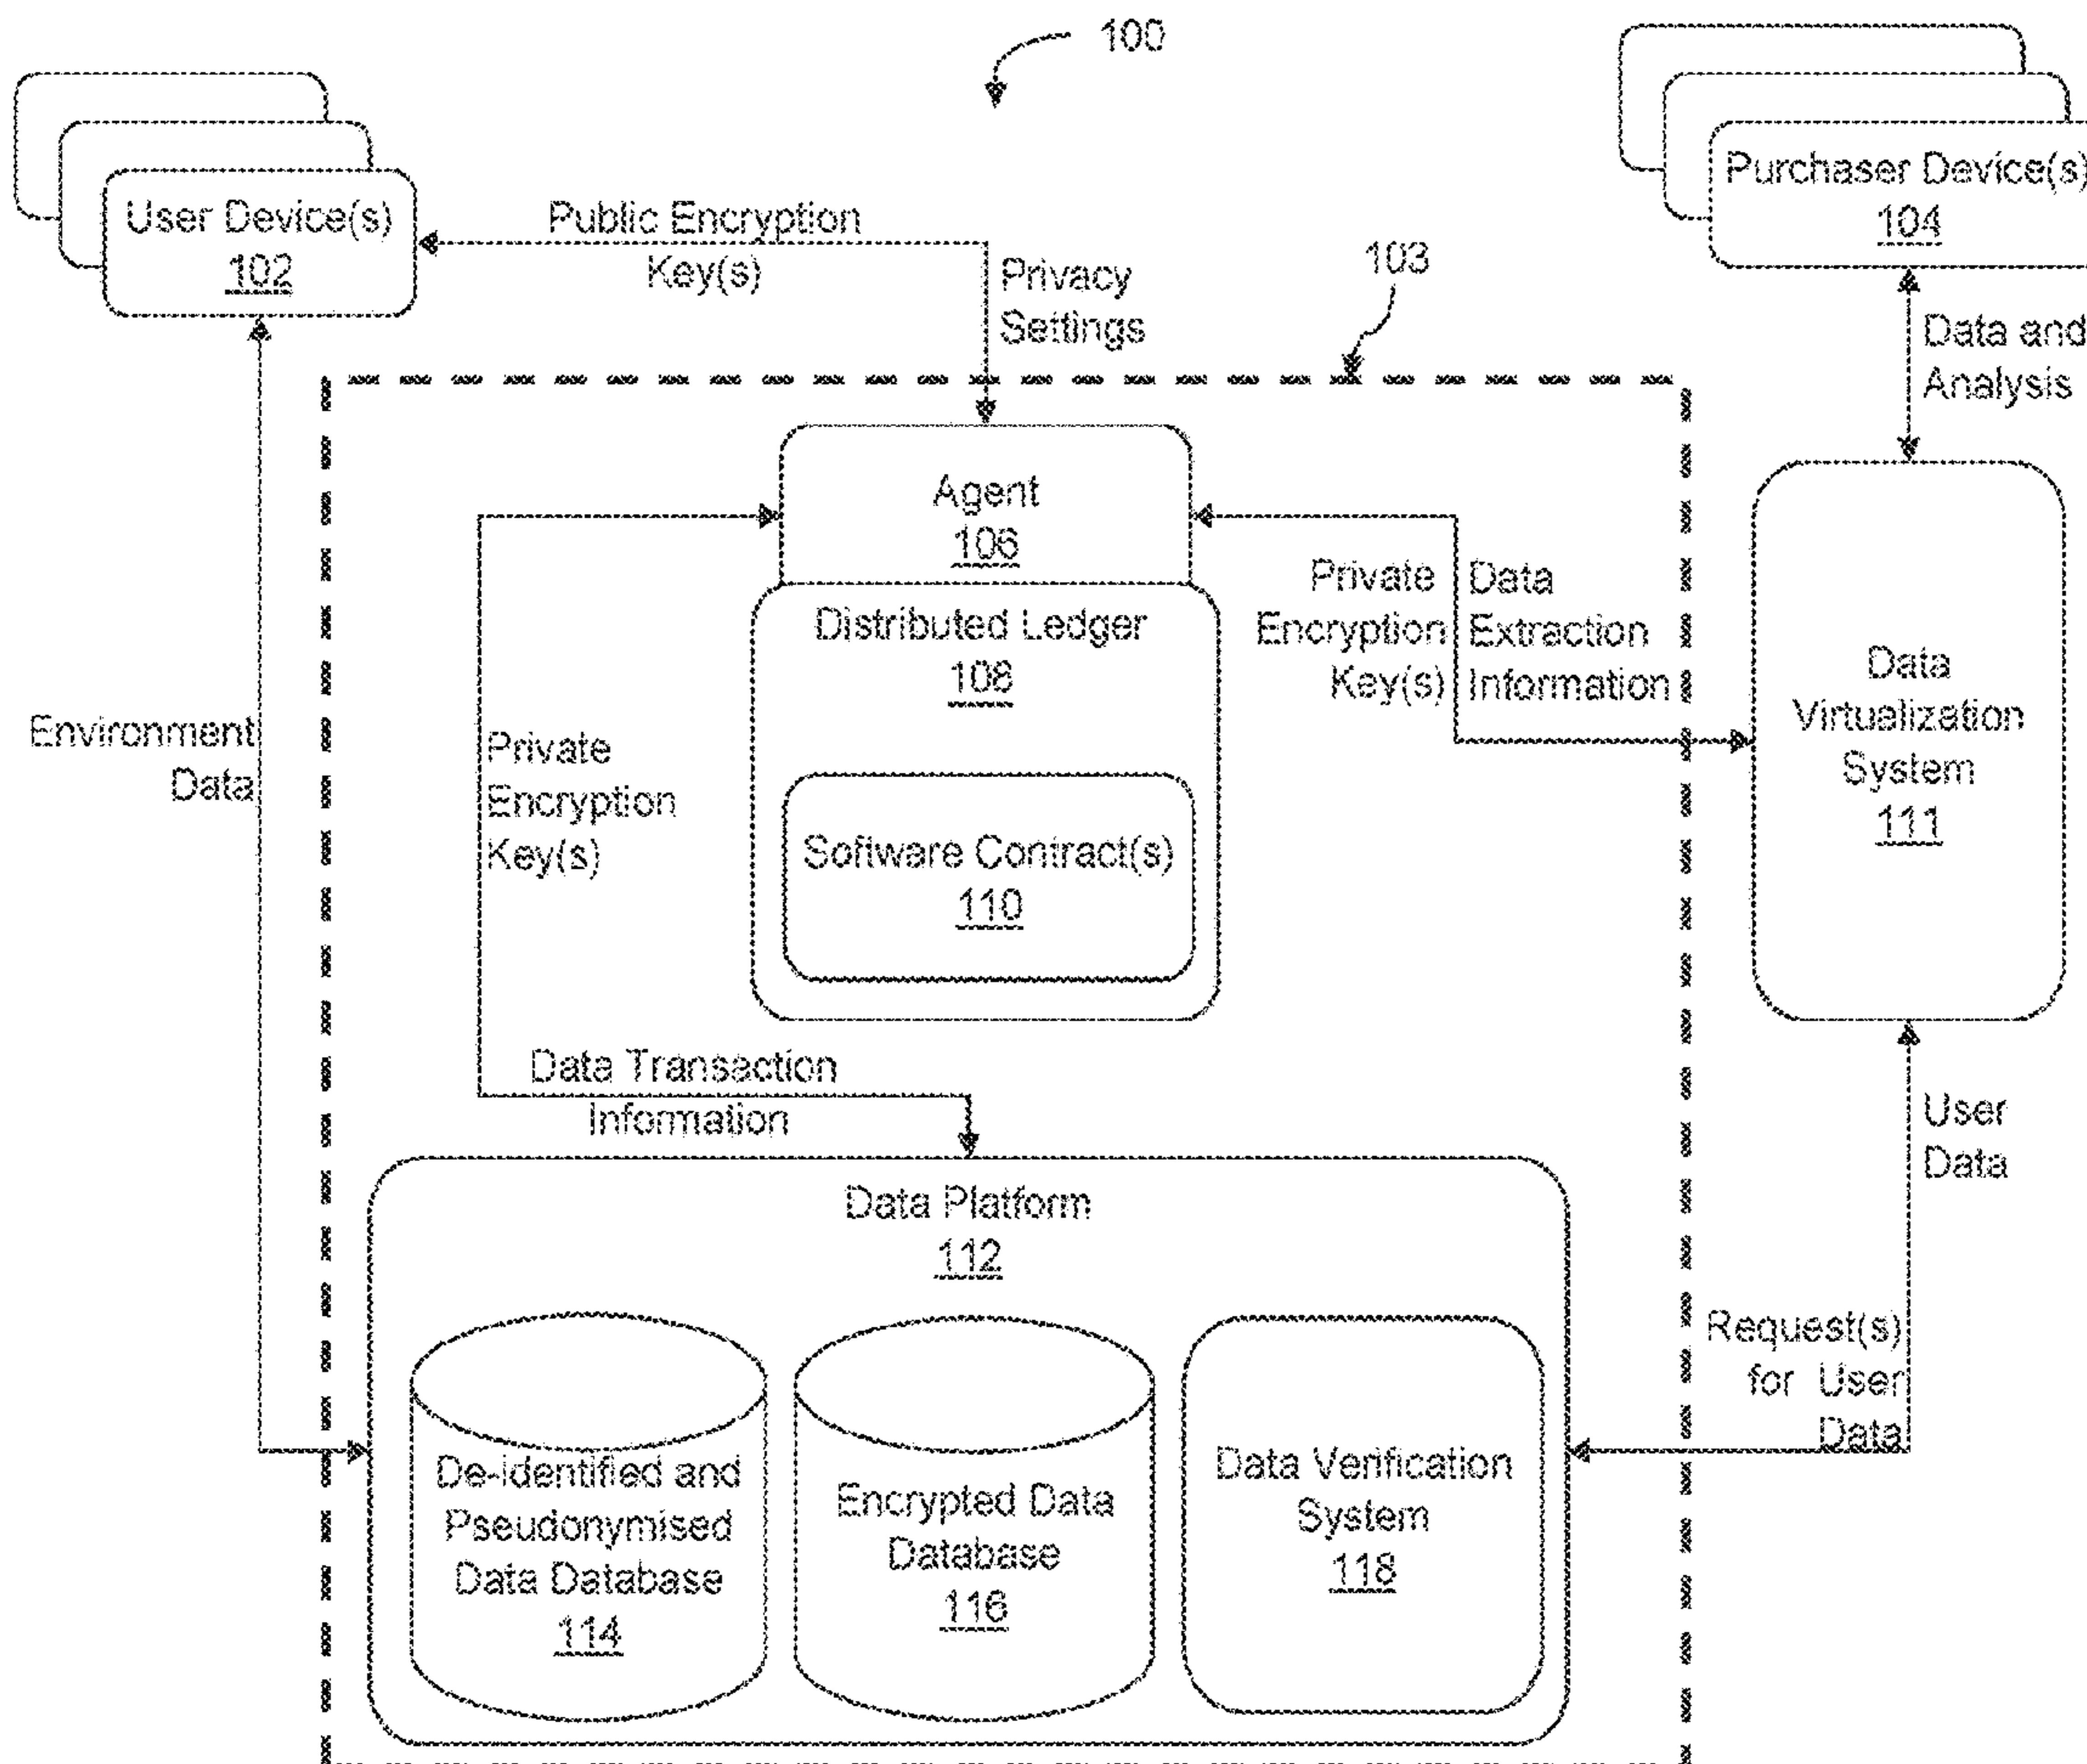 100
User Device(s)
102
Public Encryption
Key(s)
Privacy
Settings
103
Purchaser Device(s)
104
Data and
Analysis
Agent
106
Distributed Ledger
108
Software Contract(s)
110
Private
Encryption
Key(s)
Data
Extraction
Information
Data
Virtualization
System
111
Environment
Data
Private
Encryption
Key(s)
Data Transaction
Information
User
Data
Request(s)
for User
Data
Data Platform
112
De-identified and
Pseudonymised
Data Database
114
Encrypted Data
Database
116
Data Verification
System
118